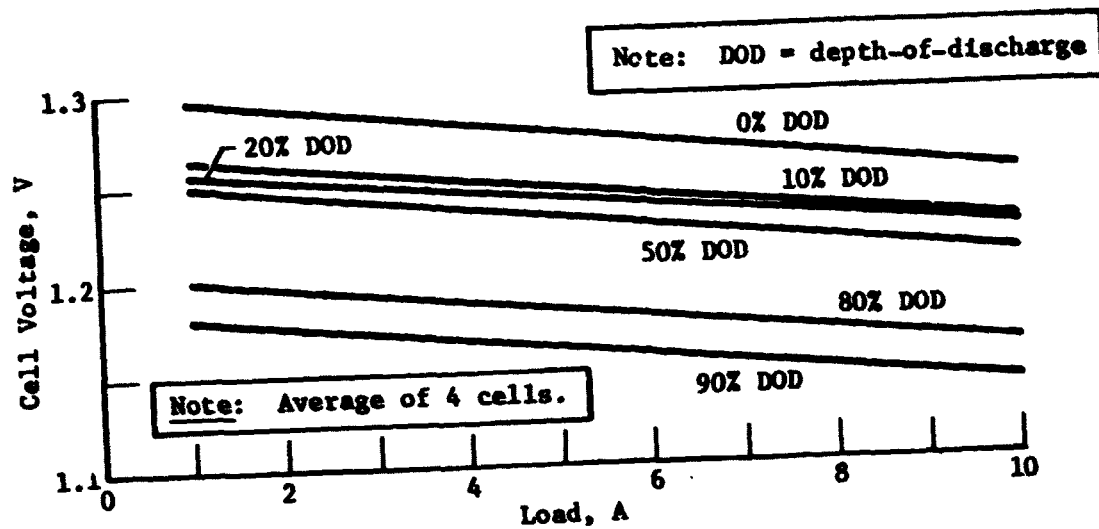 Note: DOD = depth-of-discharge
1.3
0% DOD
20% DOD
10% DOD
50% DOD
Cell Voltage, V
1.2
80% DOD
90% DOD
Note: Average of 4 cells.
1.1
0 2 4 6 8 10
Load, A